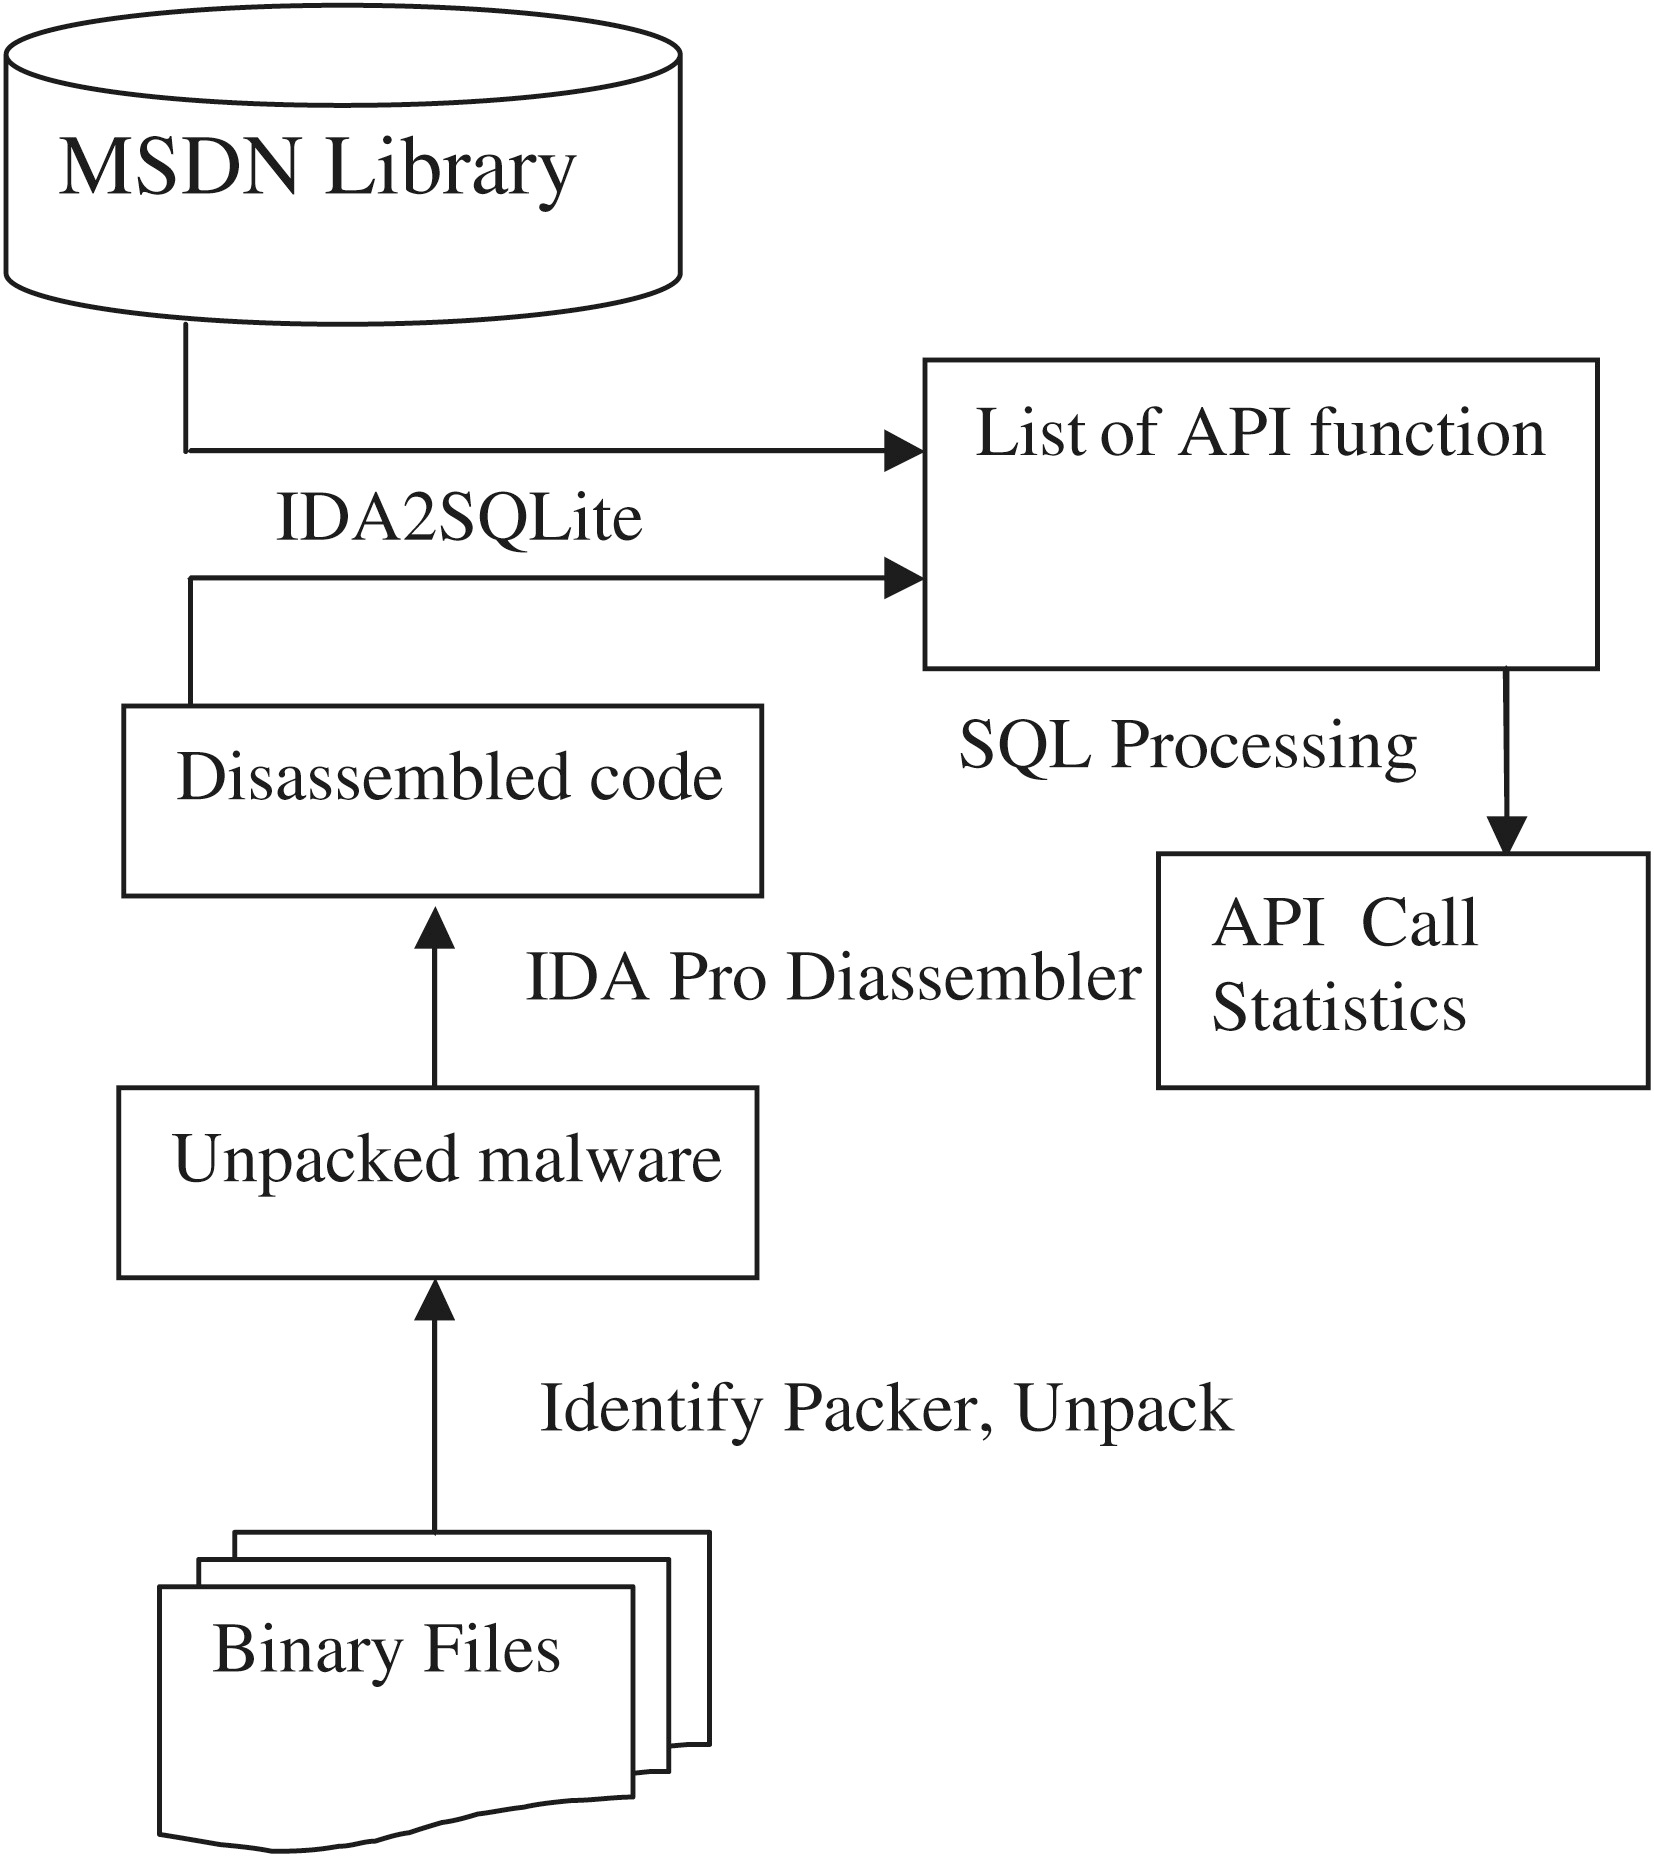 MSDN Library
List of API function
IDA2SQLite
SQL Processing
Disassembled code
API Call
Statistics
IDA Pro Diassembler
Unpacked malware
Identify Packer, Unpack
Binary Files